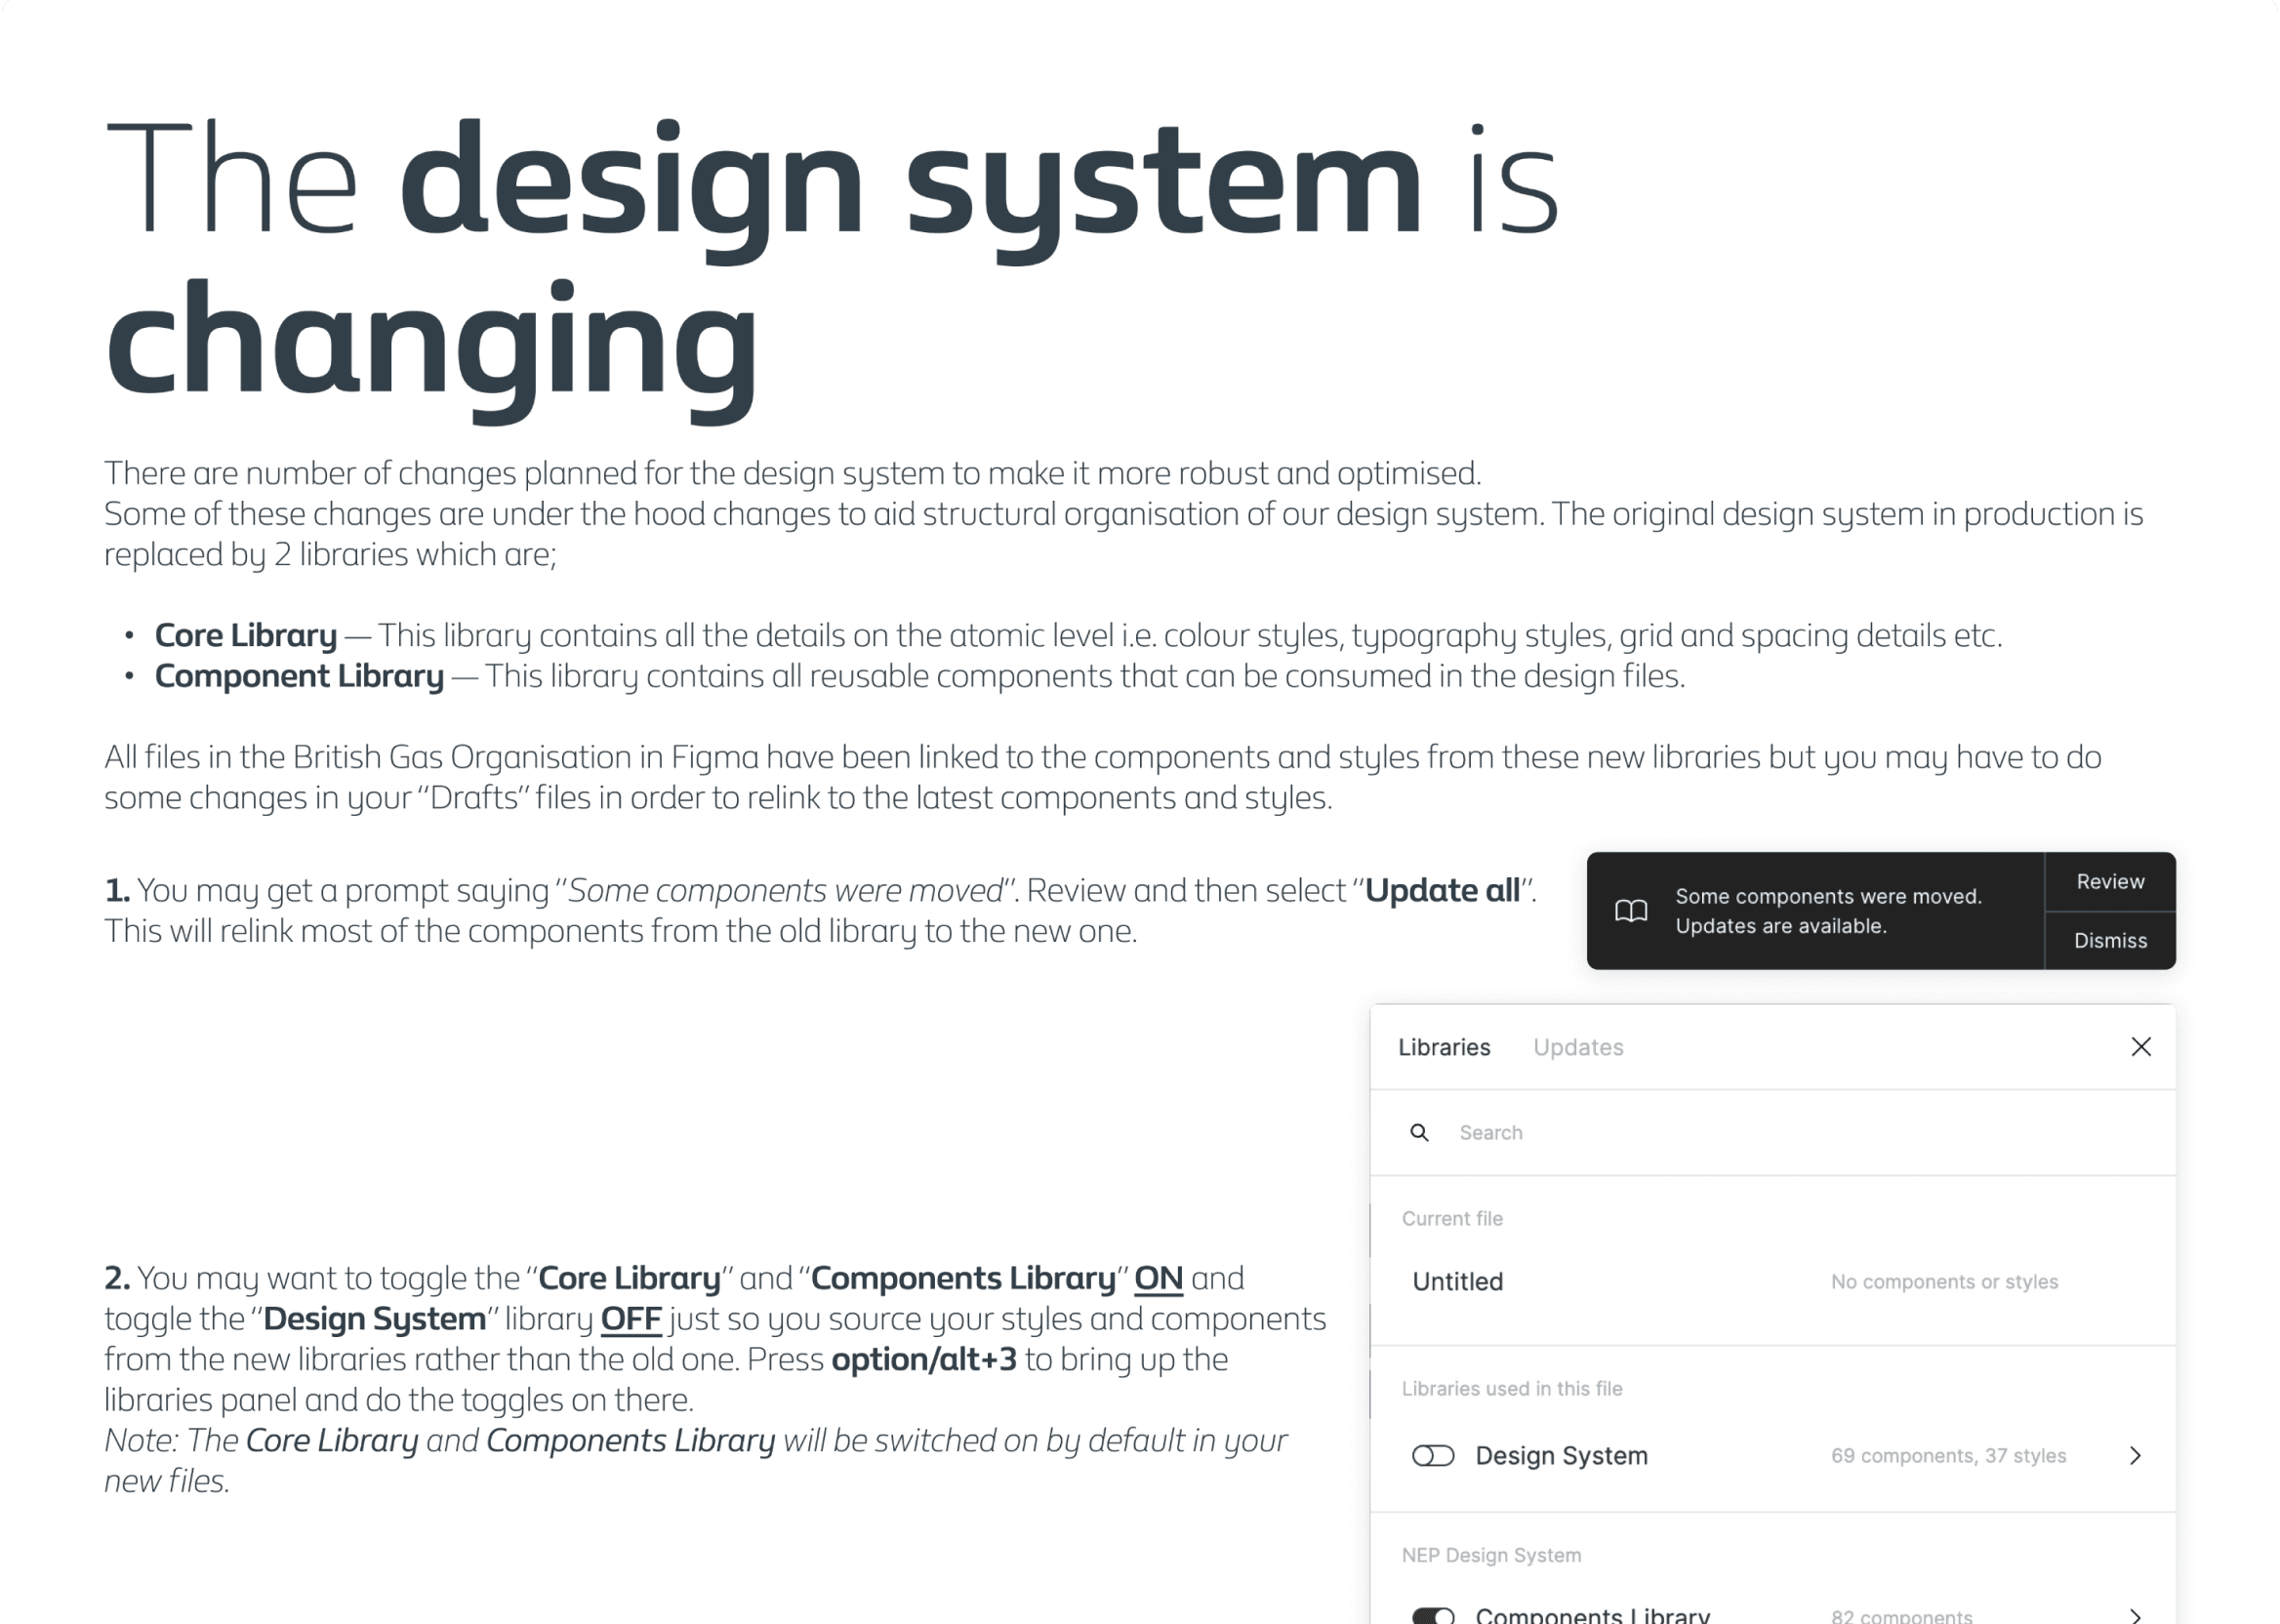 The design system is
changing
There are number of changes planned for the design system to make it more robust and optimised.
Some of these changes are under the hood changes to aid structural organisation of our design system. The original design system in production is
replaced by 2 libraries which are;
• Core Library — This library contains all the details on the atomic level i.e. colour styles, typography styles, grid and spacing details etc.
• Component Library — This library contains all reusable components that can be consumed in the design files.
All files in the British Gas Organisation in Figma have been linked to the components and styles from these new libraries but you may have to do
some changes in your “Drafts” files in order to relink to the latest components and styles.
1. You may get a prompt saying “Some components were moved”. Review and then select “Update all”.
This will relink most of the components from the old library to the new one.
Some components were moved.
Updates are available.
Review
Dismiss
2. You may want to toggle the “Core Library” and “Components Library” ON and
toggle the “Design System” library OFF just so you source your styles and components
from the new libraries rather than the old one. Press option/alt+3 to bring up the
libraries panel and do the toggles on there.
Note: The Core Library and Components Library will be switched on by default in your
new files.
Libraries Updates
Search
Current file
Untitled No components or styles
Libraries used in this file
Design System 69 components, 37 styles
NEP Design System
Components Library 82 components